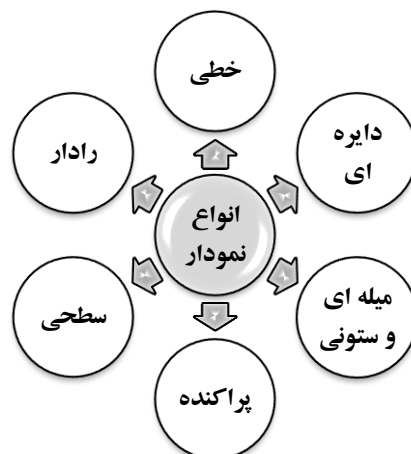 خطی
دایره
ای
رادار
انواع
نمودار
میله ای
و ستونی
سطحی
پراکنده